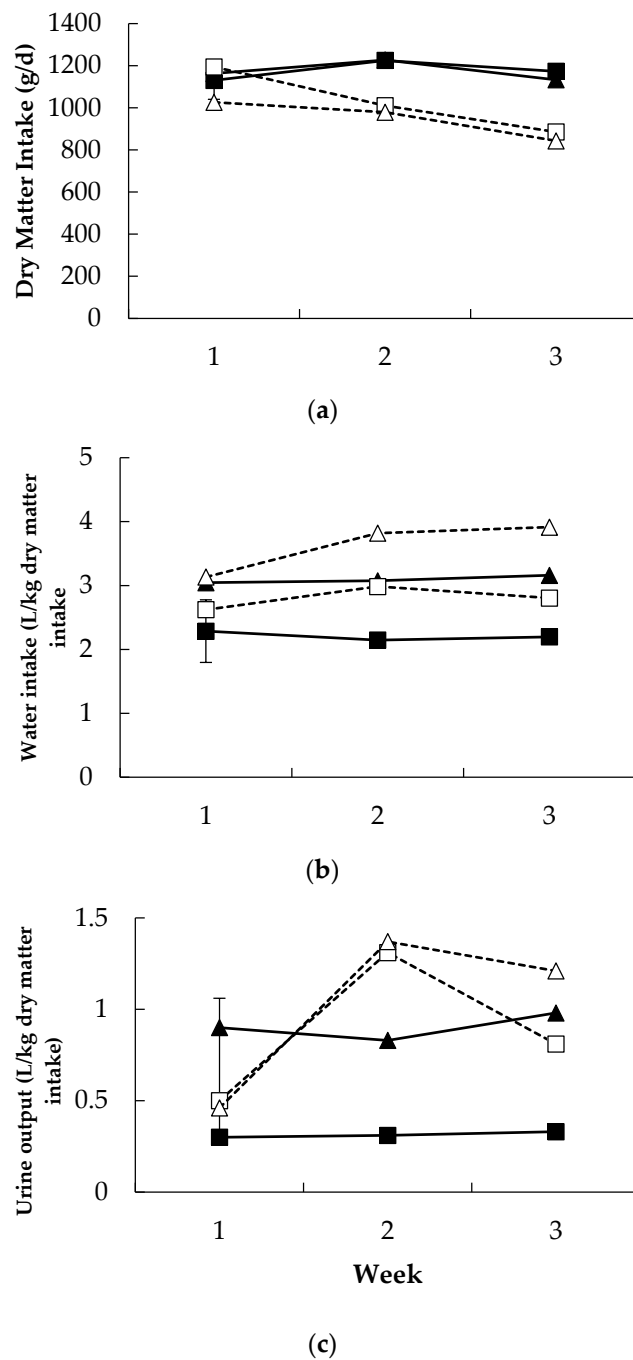 Dry Matter Intake (g/d)
1400
1200
1000
800
600
400
200
0
1 2 3
(a)
Water intake (L/kg dry matter
intake
5
4
3
2
1
0
1 2 3
(b)
Urine output (L/kg dry matter
intake)
1.5
1
0.5
0
1 2 3
Week
(c)